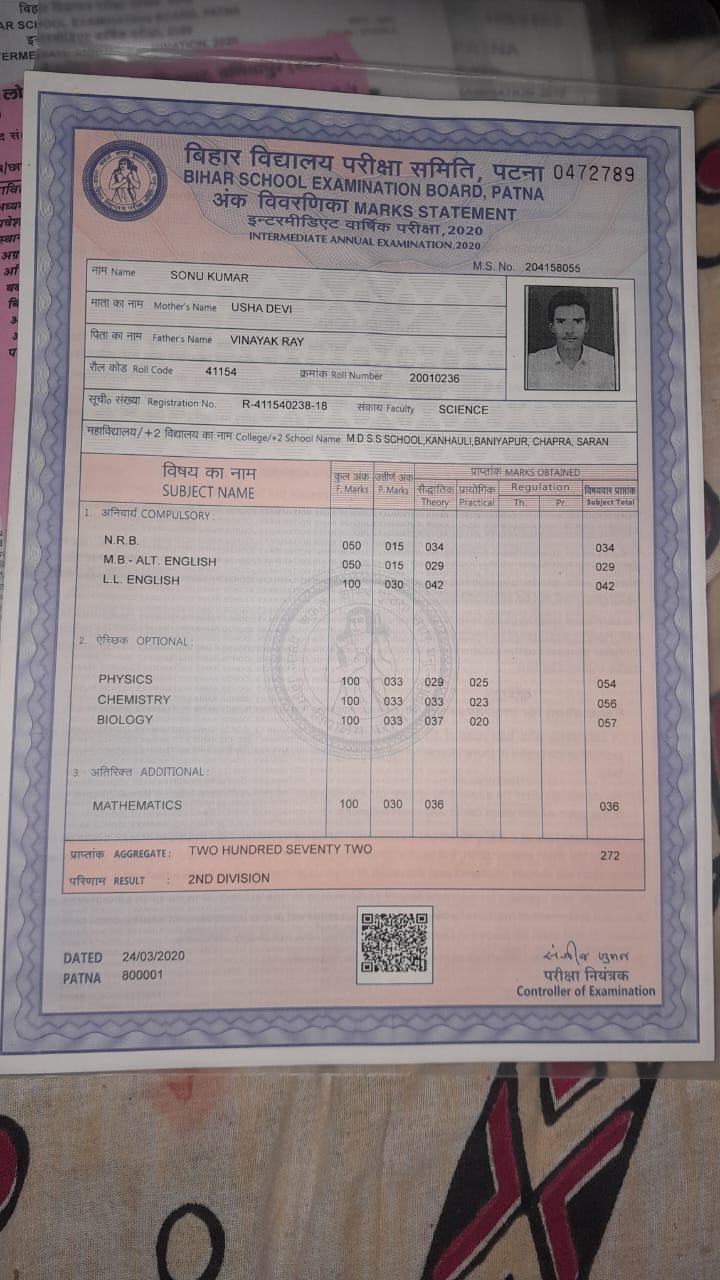 बिहार विद्यालय परीक्षा समिति, पटना 0472789
BIHAR SCHOOL EXAMINATION BOARD, PATNA
अंक विवरणिका MARKS STATEMENT
इन्टरमीडिएट वार्षिक परीक्षा, 2020
INTERMEDIATE ANNUAL EXAMINATION, 2020
M.S. No. 204158055
नाम Name SONU KUMAR
माता का नाम Mother's Name USHA DEVI
पिता का नाम Father's Name VINAYAK RAY
रौल कोड Roll Code 41154 क्रमांक Roll Number 20010236
सूची० संख्या Registration No. R-411540238-18 संकाय Faculty SCIENCE
महाविद्यालय/+2 विद्यालय का नाम College/+2 School Name M.D S.S SCHOOL,KANHAULI,BANIYAPUR, CHAPRA, SARAN
विषय का नाम कुल अंक उत्तीर्ण अंक प्राप्तांक MARKS OBTAINED
SUBJECT NAME F. Marks P. Marks सैद्धांतिक प्रायोगिक Regulation विषयवार प्राप्तांक
Theory Practical Th. Pr. Subject Total
1. अनिवार्य COMPULSORY:
N.R.B. 050 015 034 034
M.B.- ALT. ENGLISH 050 015 029 029
L.L. ENGLISH 100 030 042 042
2. ऐच्छिक OPTIONAL:
PHYSICS 100 033 029 025 054
CHEMISTRY 100 033 033 023 056
BIOLOGY 100 033 037 020 057
3. अतिरिक्त ADDITIONAL:
MATHEMATICS 100 030 036 036
प्राप्तांक AGGREGATE: TWO HUNDRED SEVENTY TWO 272
परिणाम RESULT : 2ND DIVISION
DATED 24/03/2020
PATNA 800001
परीक्षा नियंत्रक
Controller of Examination